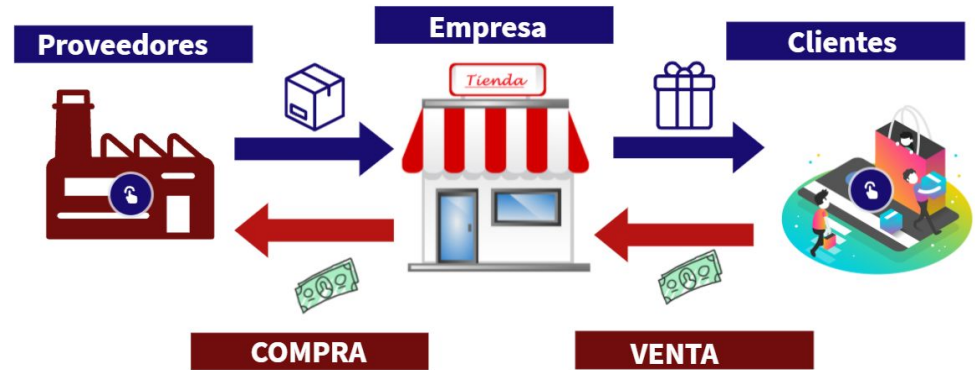 Proveedores
Empresa
Clientes
Tienda
COMPRA
VENTA